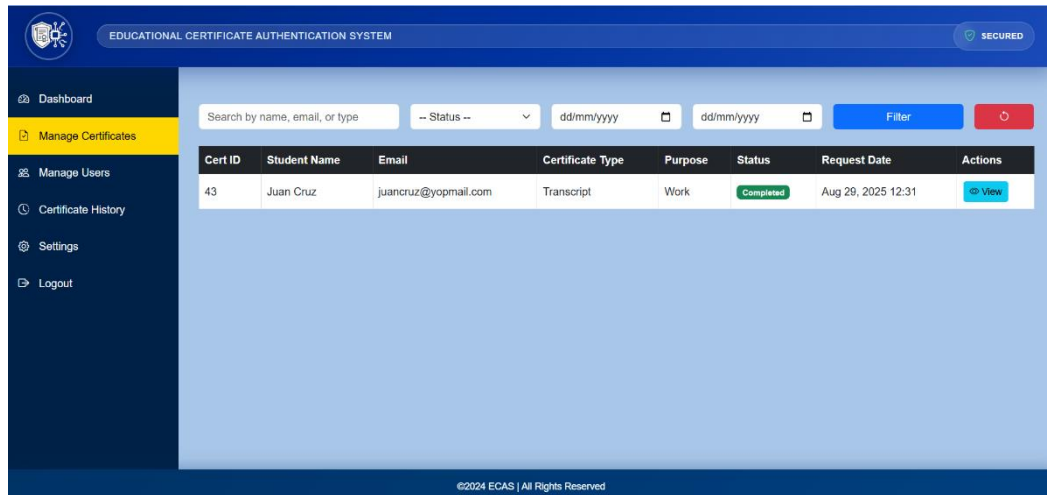 EDUCATIONAL CERTIFICATE AUTHENTICATION SYSTEM
SECURED
Dashboard
Manage Certificates
Manage Users
Certificate History
Settings
Logout
Search by name, email, or type
-- Status --
dd/mm/yyyy
dd/mm/yyyy
Filter
Cert ID Student Name Email Certificate Type Purpose Status Request Date Actions
43 Juan Cruz juancruz@yopmail.com Transcript Work Completed Aug 29, 2025 12:31 View
©2024 ECAS | All Rights Reserved